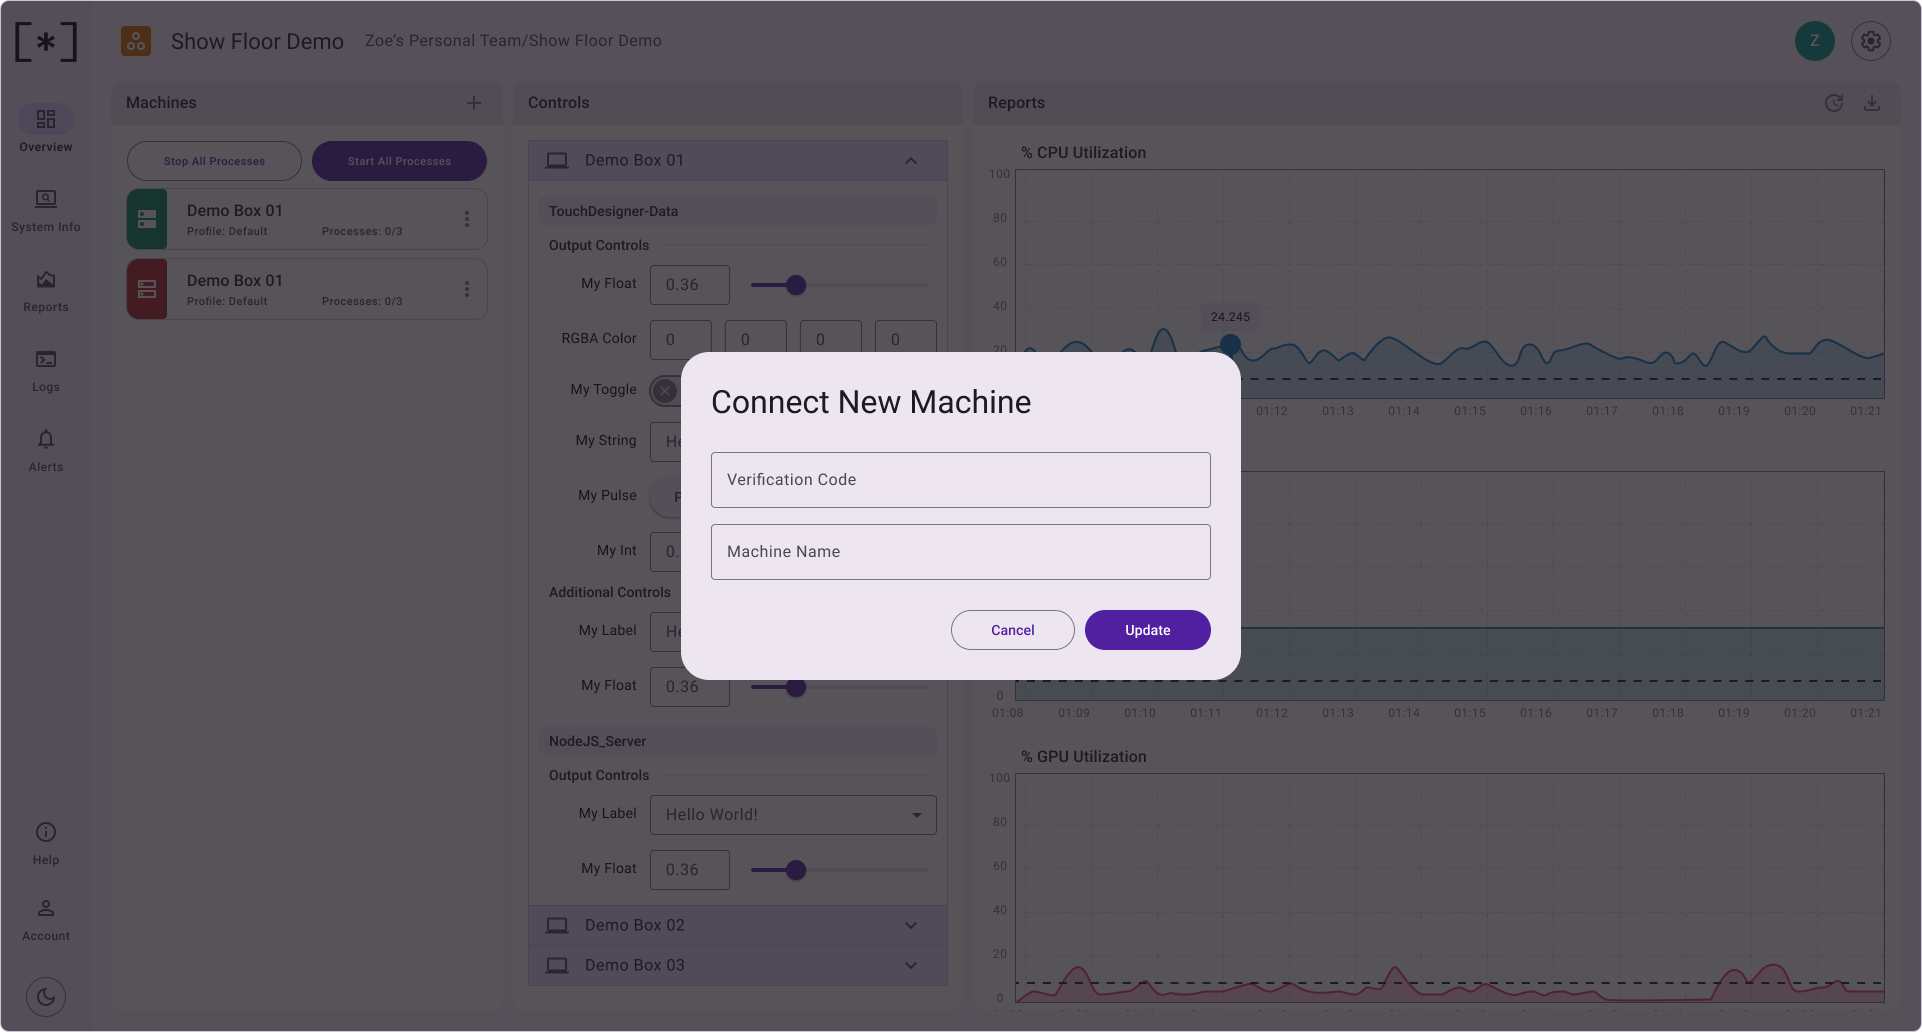 [*]
Show Floor Demo
Zoe's Personal Team/Show Floor Demo
Z
Overview
System Info
Reports
Logs
Alerts
Help
Account
Machines
Stop All Processes
Start All Processes
Demo Box 01
Profile: Default
Processes: 0/3
Demo Box 01
Profile: Default
Processes: 0/3
Controls
Demo Box 01
TouchDesigner-Data
Output Controls
My Float
0.36
RGBA Color
0
0
0
0
My Toggle
My String
He
My Pulse
My Int
0.
Additional Controls
My Label
He
My Float
0.36
NodeJS_Server
Output Controls
My Label
Hello World!
My Float
0.36
Demo Box 02
Demo Box 03
Connect New Machine
Verification Code
Machine Name
Cancel
Update
Reports
% CPU Utilization
100
80
60
40
20
24.245
01:12 01:13 01:14 01:15 01:16 01:17 01:18 01:19 01:20 01:21
0
01:08 01:09 01:10 01:11 01:12 01:13 01:14 01:15 01:16 01:17 01:18 01:19 01:20 01:21
% GPU Utilization
100
80
60
40
20
0